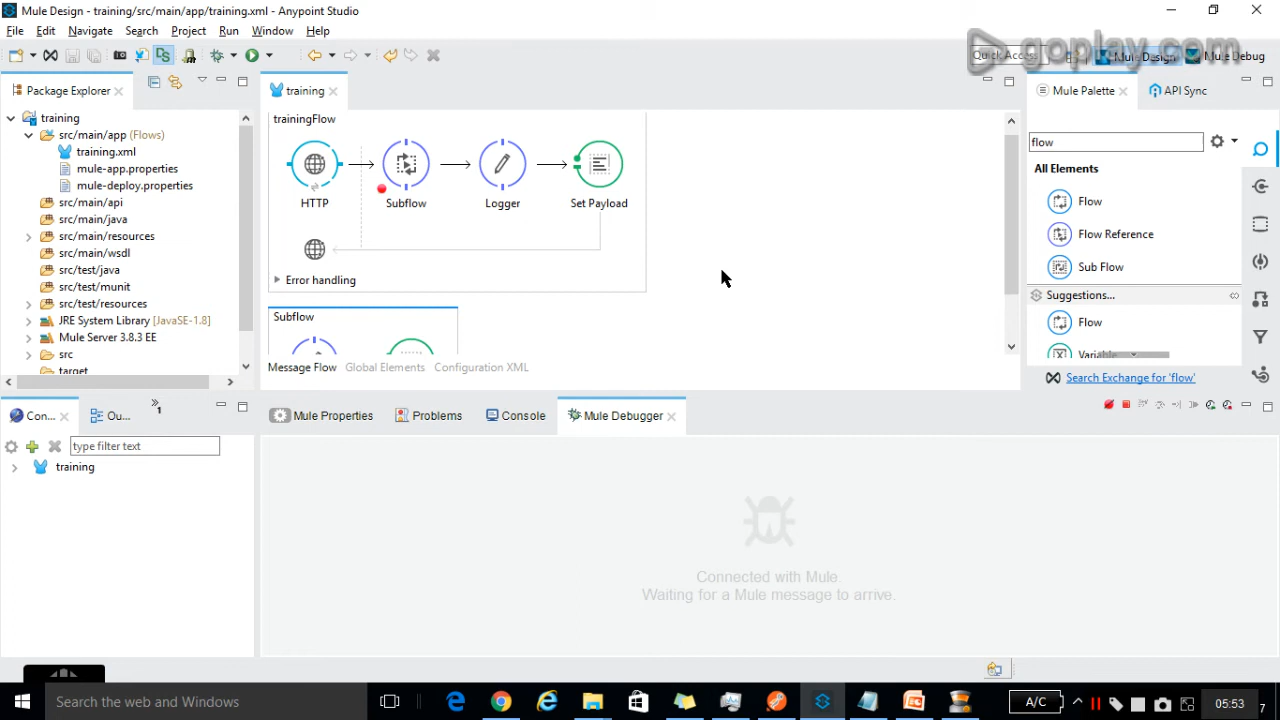 Mule Design - training/src/main/app/training.xml - Anypoint Studio
File Edit Navigate Search Project Run Window Help
goplay.com
Quick Access
Mule Design
Mule Debug
Package Explorer
training
src/main/app (Flows)
training.xml
mule-app.properties
mule-deploy.properties
src/main/api
src/main/java
src/main/resources
src/main/wsdl
src/test/java
src/test/munit
src/test/resources
JRE System Library [JavaSE-1.8]
Mule Server 3.8.3 EE
src
target
training
trainingFlow
HTTP Subflow Logger Set Payload
Error handling
Subflow
Message Flow Global Elements Configuration XML
Mule Palette API Sync
flow
All Elements
Flow
Flow Reference
Sub Flow
Suggestions...
Flow
Variable
Search Exchange for 'flow'
Con... Ou... 1
type filter text
training
Mule Properties Problems Console Mule Debugger
Connected with Mule.
Waiting for a Mule message to arrive.
Search the web and Windows
A/C
05:53
7